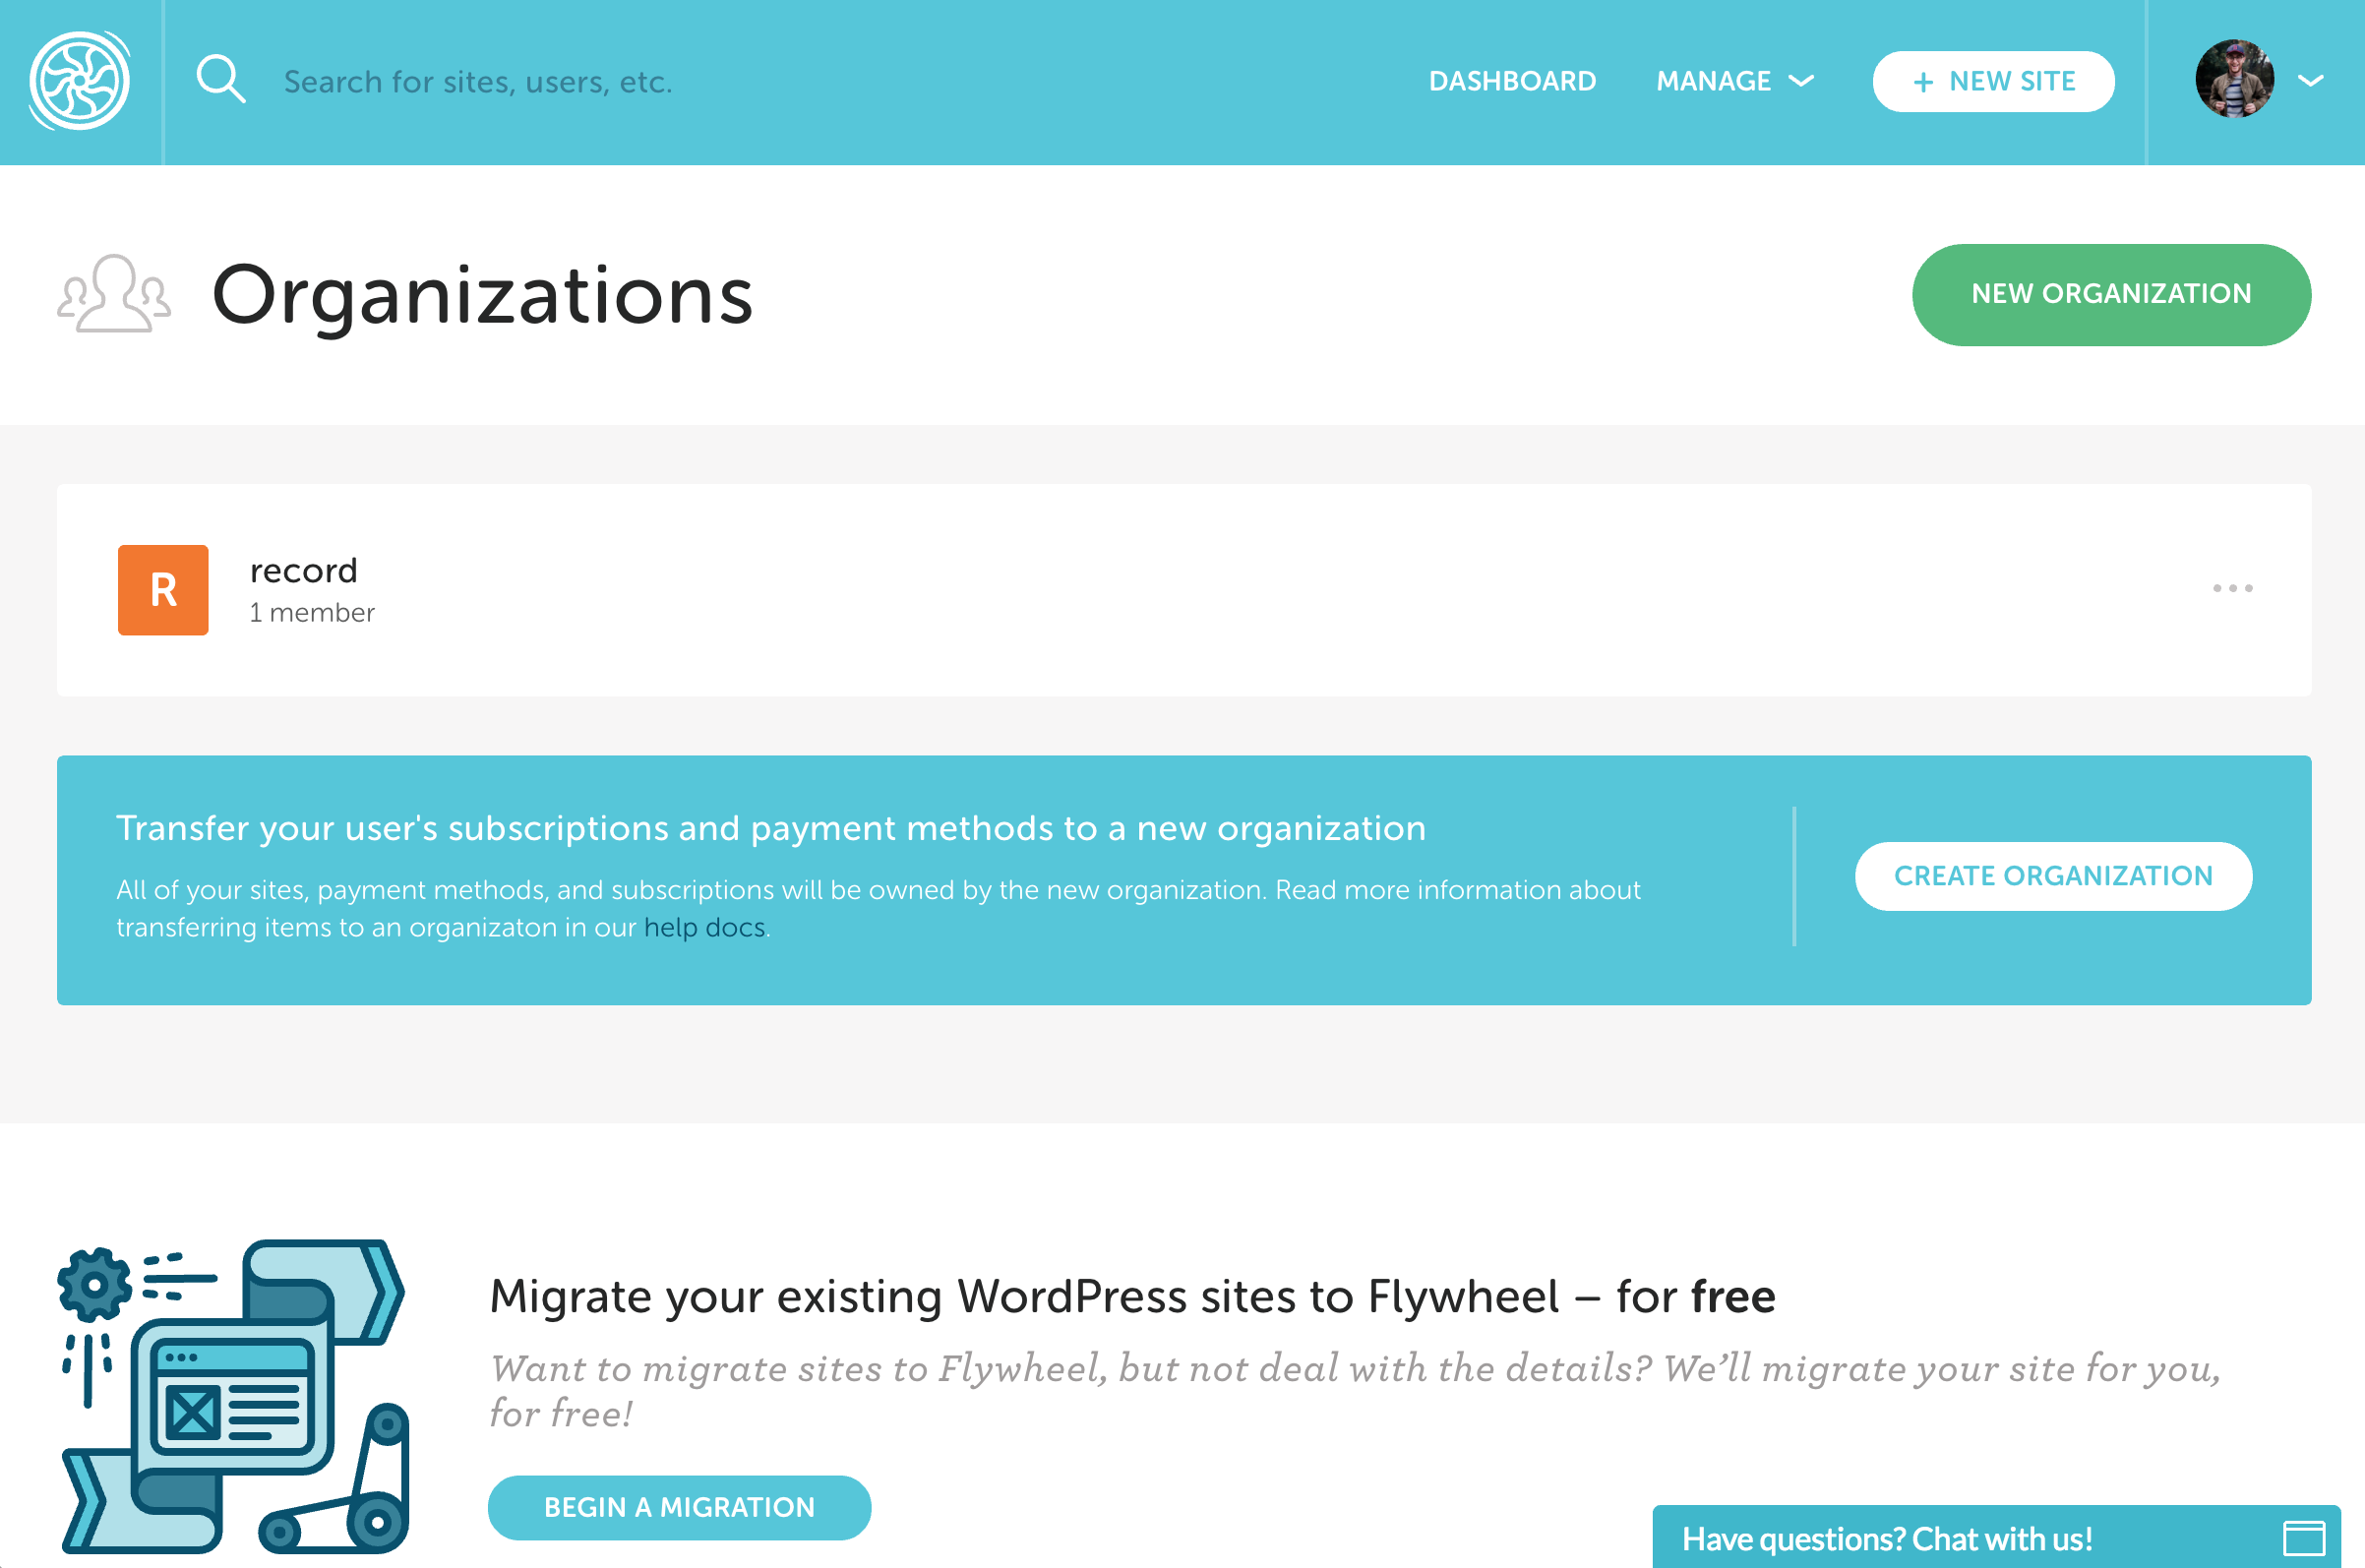 Search for sites, users, etc.
DASHBOARD
MANAGE
+ NEW SITE
Organizations
NEW ORGANIZATION
R
record
1 member
Transfer your user's subscriptions and payment methods to a new organization
All of your sites, payment methods, and subscriptions will be owned by the new organization. Read more information about
transferring items to an organizaton in our help docs.
CREATE ORGANIZATION
Migrate your existing WordPress sites to Flywheel – for free
Want to migrate sites to Flywheel, but not deal with the details? We’ll migrate your site for you,
for free!
BEGIN A MIGRATION
Have questions? Chat with us!